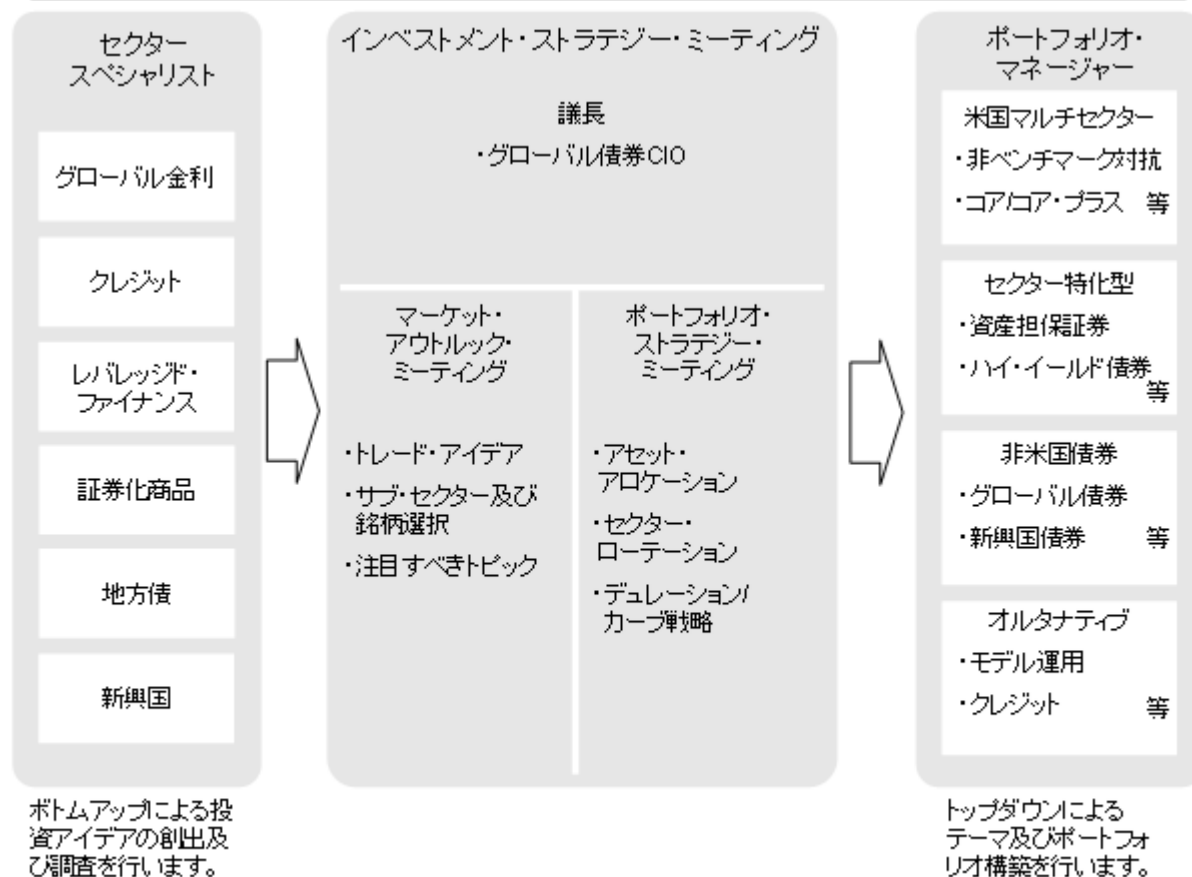 セクター
スペシャリスト
グローバル金利
クレジット
レバレッジド・
ファイナンス
証券化商品
地方債
新興国
ボトムアップによる投
資アイデアの創出及
び調査を行います。
インベストメント・ストラテジー・ミーティング
議長
・グローバル債券CIO
マーケット・
アウトルック・
ミーティング
・トレード・アイデア
・サブ・セクター及び
銘柄選択
・注目すべきトピック
ポートフォリオ・
ストラテジー・
ミーティング
・アセット・
アロケーション
・セクター・
ローテーション
・デュレーション/
カーブ戦略
ポートフォリオ・
マネージャー
米国マルチセクター
・非ベンチマーク対抗
・コア/コア・プラス 等
セクター特化型
・資産担保証券
・ハイ・イールド債券
等
非米国債券
・グローバル債券
・新興国債券 等
オルタナティブ
・モデル運用
・クレジット 等
トップダウンによる
テーマ及びポートフォ
リオ構築を行います。